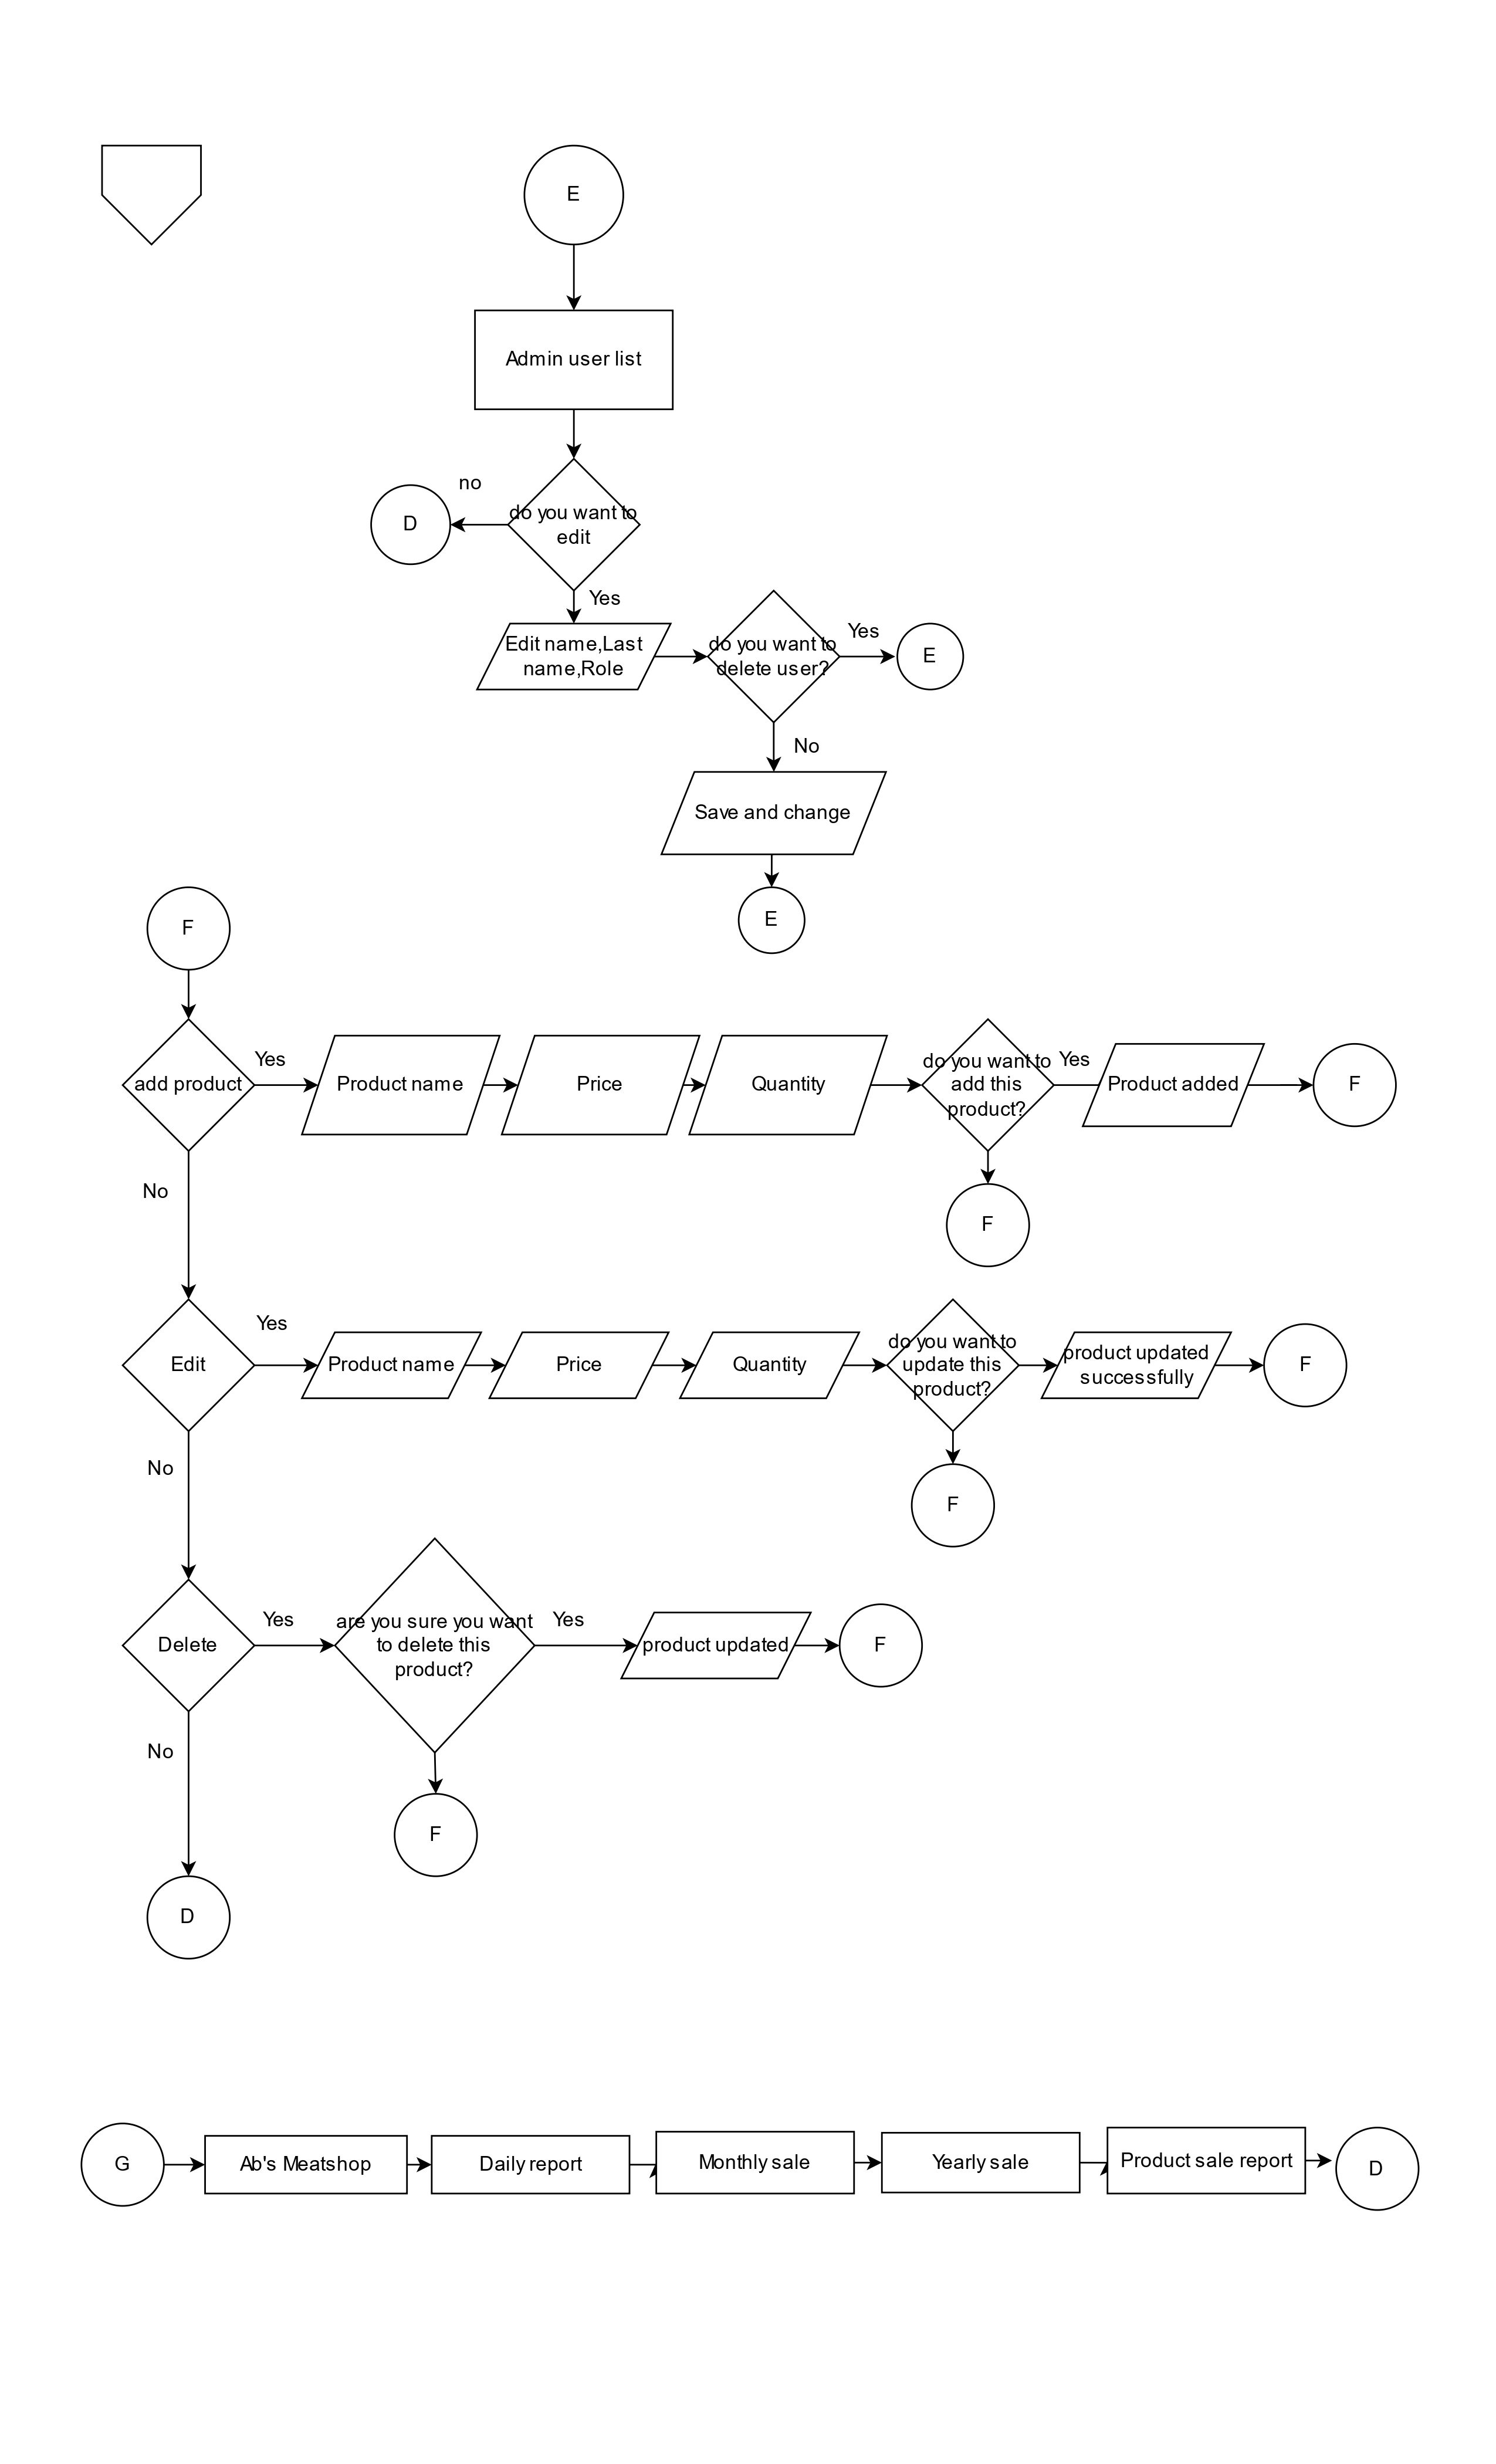 E
Admin user list
no
D
do you want to
edit
Yes
Edit name,Last
name,Role
do you want to
delete user?
Yes
E
No
Save and change
E
F
add product
Yes
Product name
Price
Quantity
do you want to
add this
product?
Yes
Product added
F
No
F
Edit
Yes
Product name
Price
Quantity
do you want to
update this
product?
product updated
successfully
F
No
F
Delete
Yes
are you sure you want
to delete this
product?
Yes
product updated
F
No
F
D
G
Ab's Meatshop
Daily report
Monthly sale
Yearly sale
Product sale report
D